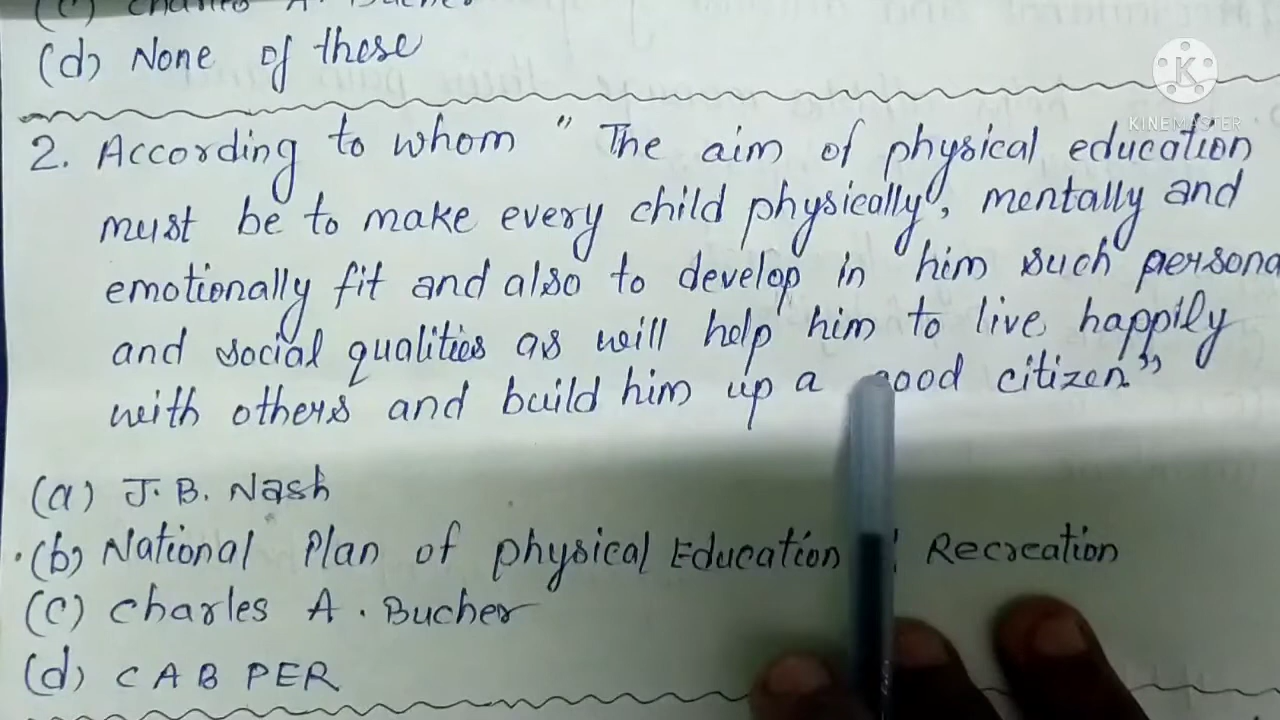 (c) Charles A. Bucher
(d) None of these
KINEMASTER
2. According to whom " The aim of physical education
must be to make every child physically, mentally and
emotionally fit and also to develop in him such persona
and social qualities as will help him to live happily
with others and build him up a good citizen"
(a) J. B. Nash
(b) National Plan of physical Education Recreation
(c) Charles A. Bucher
(d) C A B PER